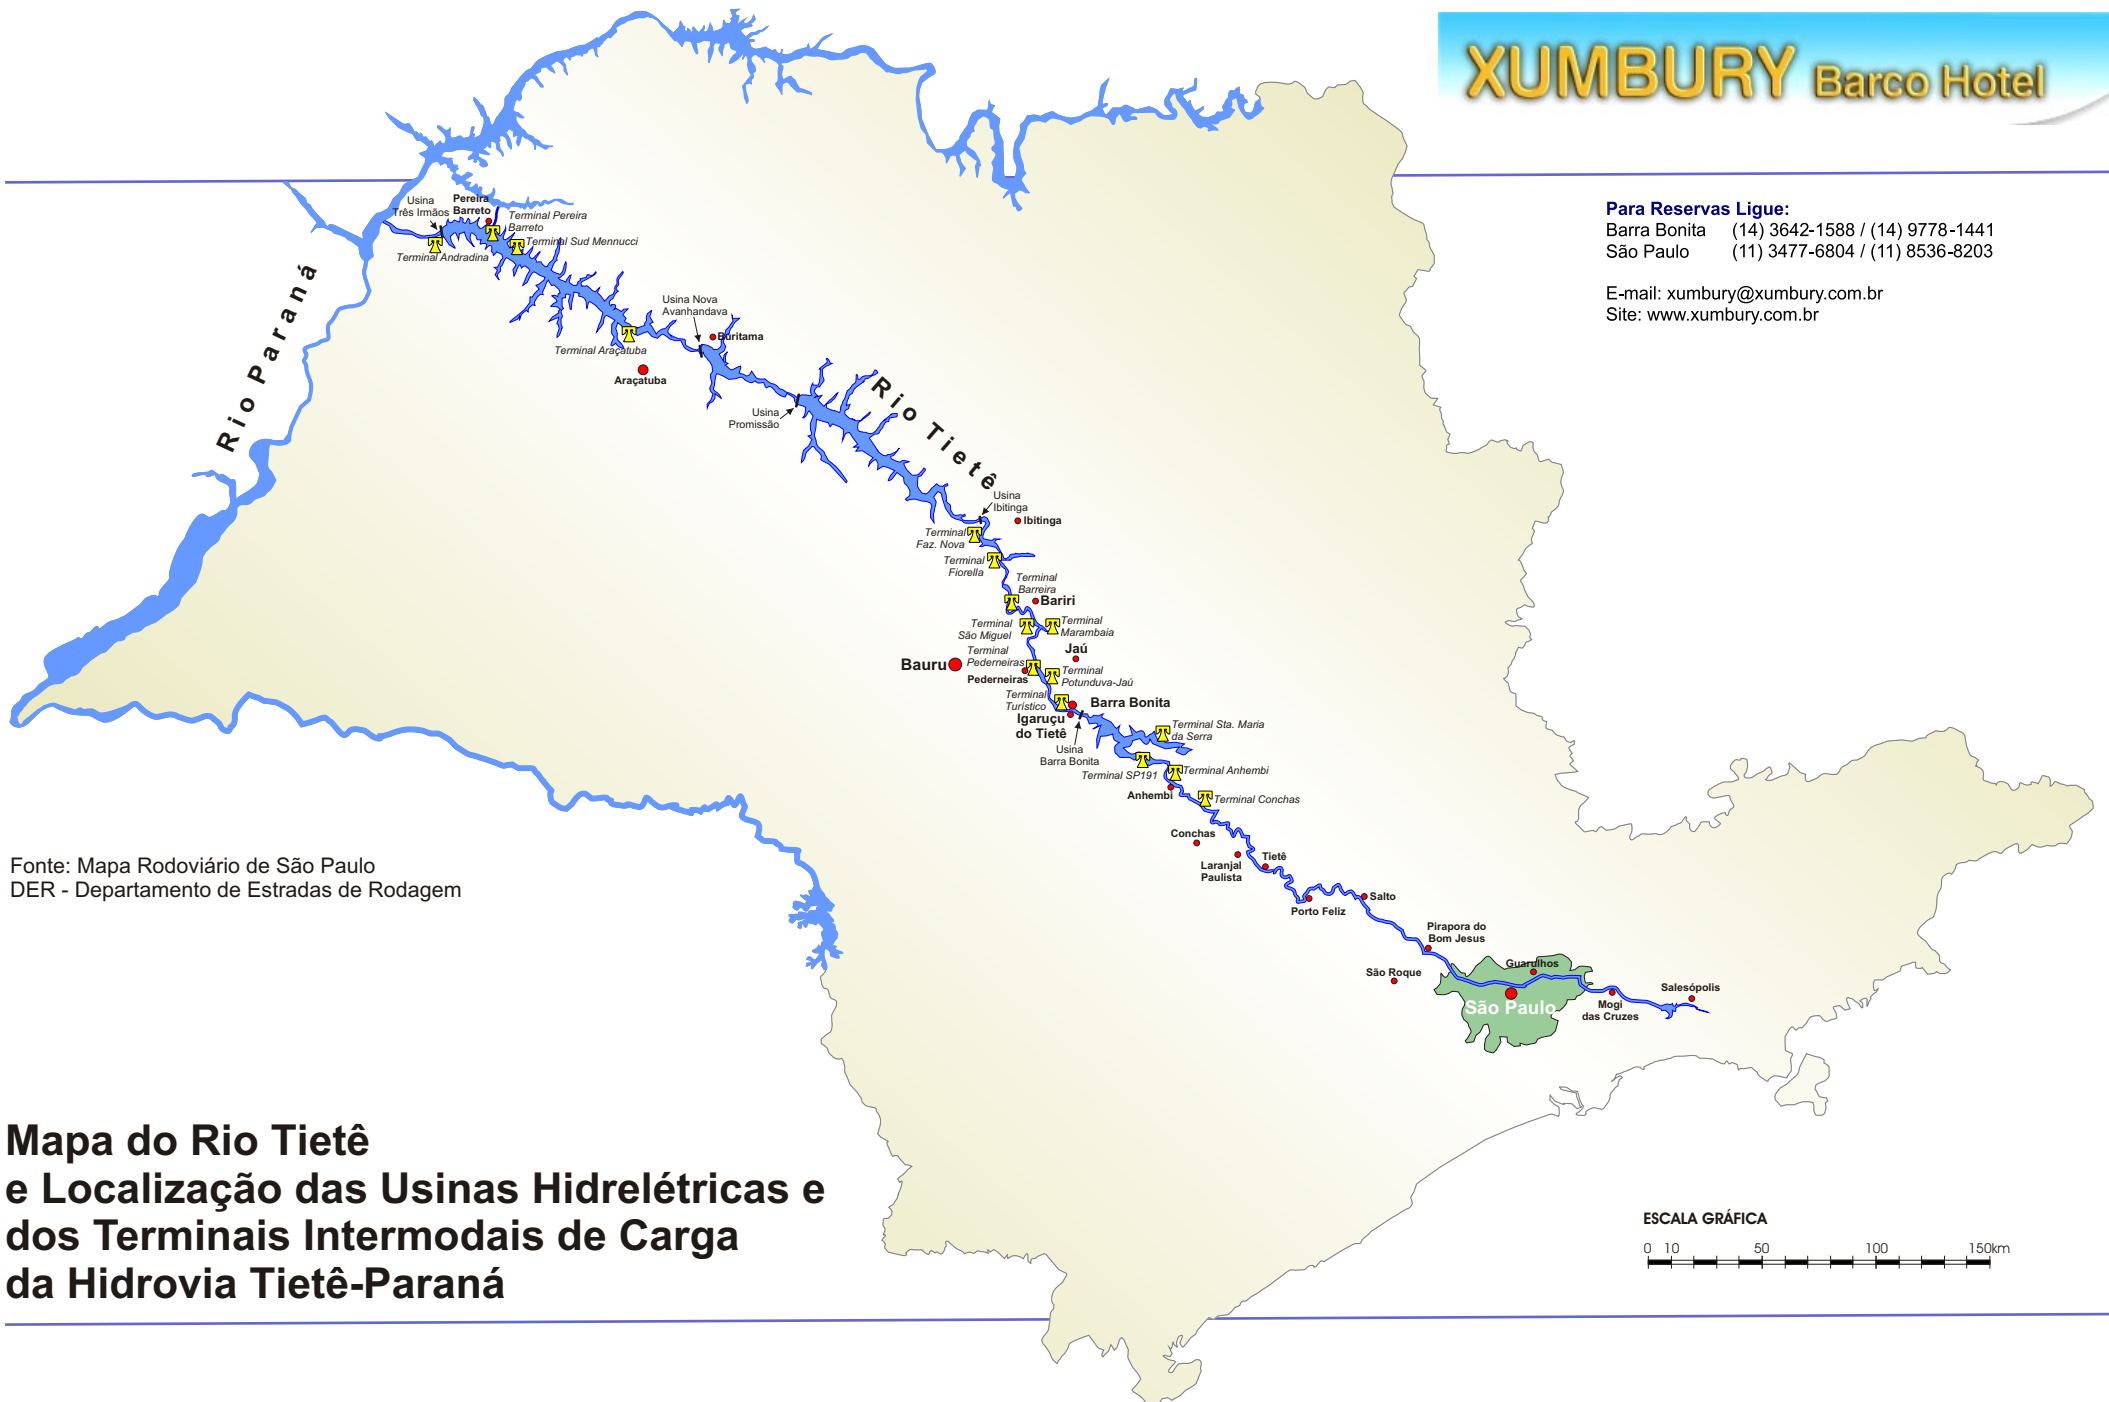 XUMBURY Barco Hotel
Para Reservas Ligue:
Barra Bonita (14) 3642-1588 / (14) 9778-1441
São Paulo (11) 3477-6804 / (11) 8536-8203
E-mail: xumbury@xumbury.com.br
Site: www.xumbury.com.br
Rio Paraná
Rio Tietê
Usina
Três Irmãos
Pereira
Barreto
Terminal Pereira
Barreto
Terminal Sud Mennucci
Terminal Andradina
Usina Nova
Avanhandava
Buritama
Terminal Araçatuba
Araçatuba
Usina
Promissão
Usina
Ibitinga
Ibitinga
Terminal
Faz. Nova
Terminal
Fiorella
Terminal
Barreira
Bariri
Terminal
São Miguel
Terminal
Marambaia
Jaú
Bauru
Terminal
Pederneiras
Pederneiras
Terminal
Potunduva-Jaú
Terminal
Turístico
Barra Bonita
Igaruçu
do Tietê
Usina
Barra Bonita
Terminal Sta. Maria
da Serra
Terminal SP191
Terminal Anhembi
Anhembi
Terminal Conchas
Conchas
Laranjal
Paulista
Tietê
Porto Feliz
Salto
Pirapora do
Bom Jesus
São Roque
Guarulhos
São Paulo
Mogi
das Cruzes
Salesópolis
Fonte: Mapa Rodoviário de São Paulo
DER - Departamento de Estradas de Rodagem
Mapa do Rio Tietê
e Localização das Usinas Hidrelétricas e
dos Terminais Intermodais de Carga
da Hidrovia Tietê-Paraná
ESCALA GRÁFICA
0 10 50 100 150km